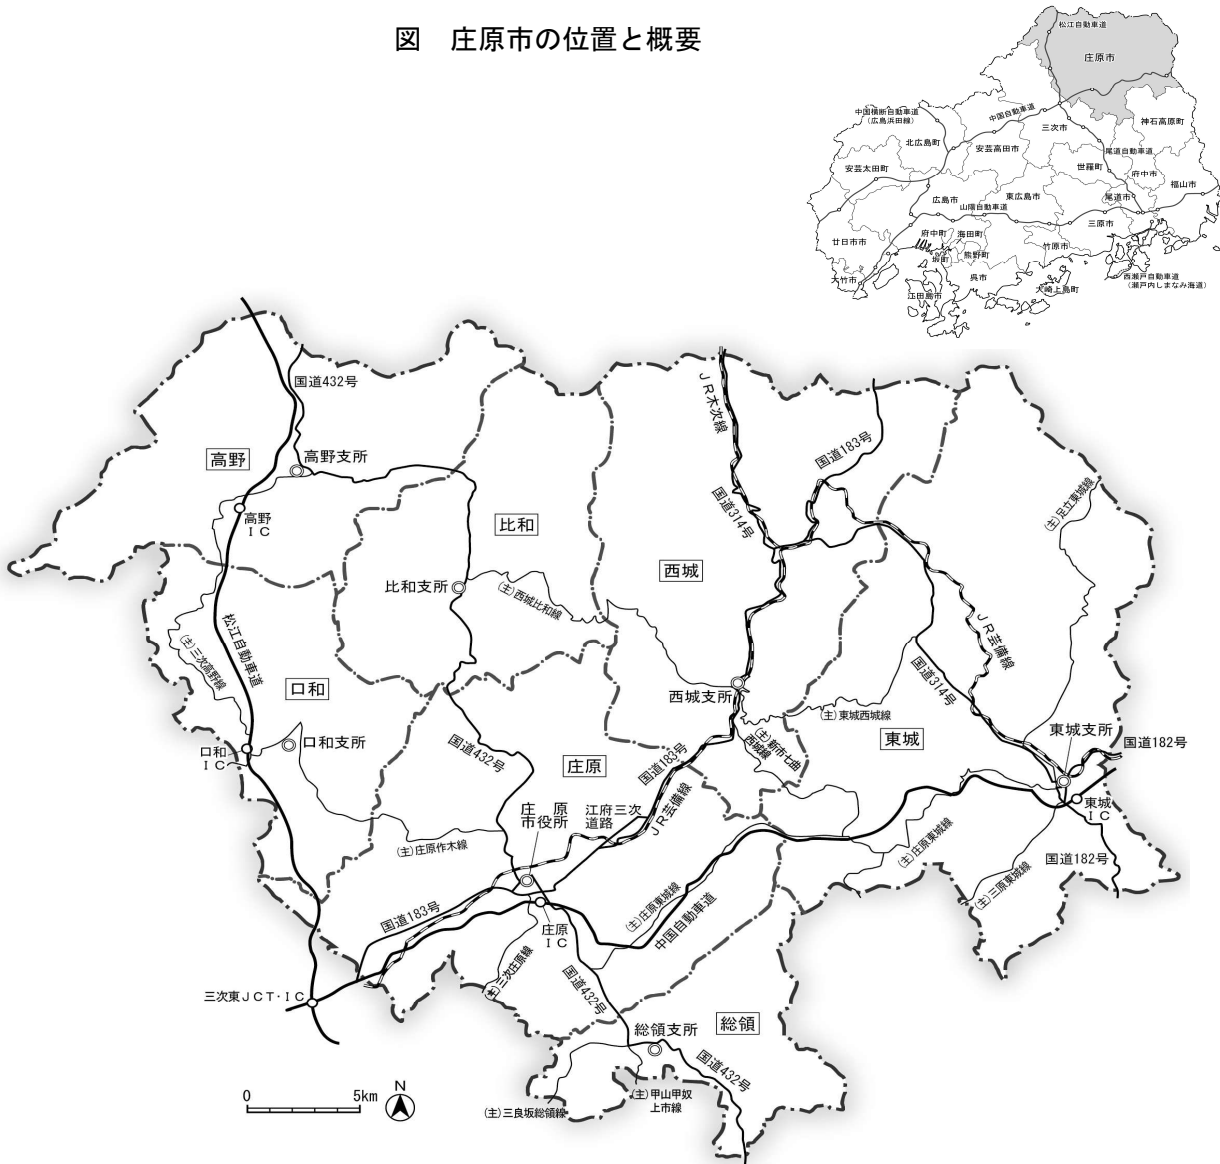 図　庄原市の位置と概要
松江自動車道
庄原市
中国横断自動車道
（広島浜田線）
中国自動車道
神石高原町
三次市
北広島町
安芸高田市
尾道自動車道
安芸太田町
世羅町
府中市
福山市
広島市
東広島市
尾道市
山陽自動車道
三原市
廿日市市
府中町
海田町
竹原市
坂町
熊野町
大竹市
呉市
西瀬戸自動車道
（瀬戸内しまなみ海道）
江田島市
大崎上島町
国道432号
JR木次線
国道183号
高野
高野支所
国道314号
(主)足立東城線
高野
IC
比和
西城
比和支所
(主)西城比和線
松江自動車道
(主)三次高野線
JR芸備線
国道314号
口和
西城支所
(主)東城西城線
口和支所
口和
IC
国道432号
庄原
国道183号
(主)新市七曲
西城線
東城
東城支所
国道182号
庄原
市役所
江府三次
道路
JR芸備線
東城
IC
(主)庄原作木線
(主)庄原東城線
国道182号
(主)三原東城線
国道183号
庄原
IC
(主)庄原東城線
中国自動車道
(主)三次庄原線
国道432号
三次東JCT・IC
総領支所
総領
国道432号
0
5km
N
(主)三良坂総領線
(主)甲山甲奴
上市線